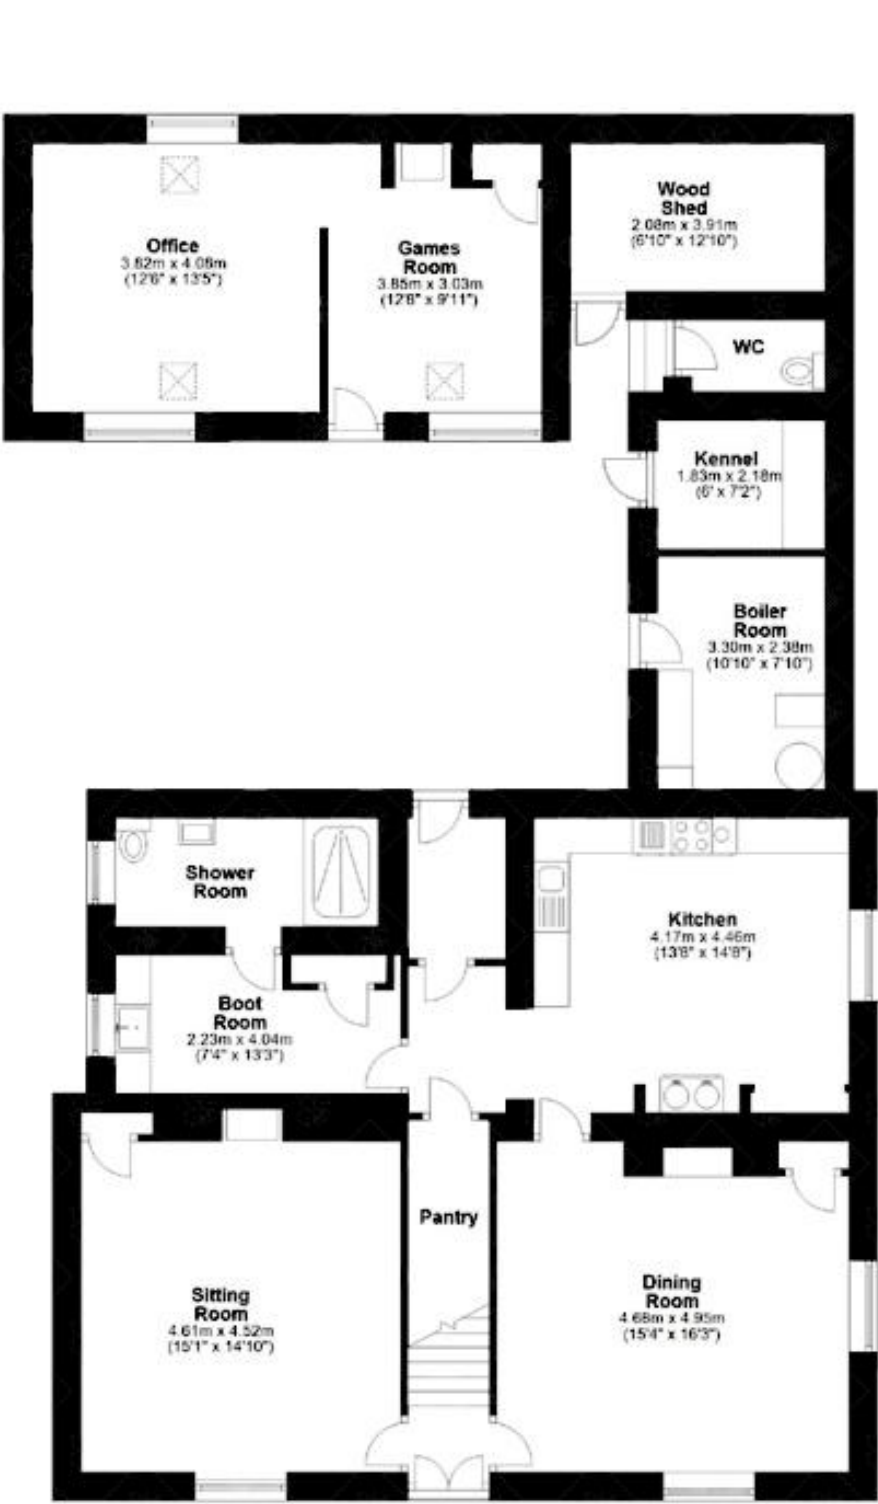 Office
3.82m x 4.08m
(12'6" x 13'5")
Games
Room
3.85m x 3.03m
(12'8" x 9'11")
Wood
Shed
2.08m x 3.91m
(6'10" x 12'10")
WC
Kennel
1.83m x 2.18m
(6' x 7'2")
Boiler
Room
3.30m x 2.38m
(10'10" x 7'10")
Shower
Room
Kitchen
4.17m x 4.46m
(13'8" x 14'8")
Boot
Room
2.23m x 4.04m
(7'4" x 13'3")
Pantry
Sitting
Room
4.61m x 4.52m
(15'1" x 14'10")
Dining
Room
4.68m x 4.95m
(15'4" x 16'3")